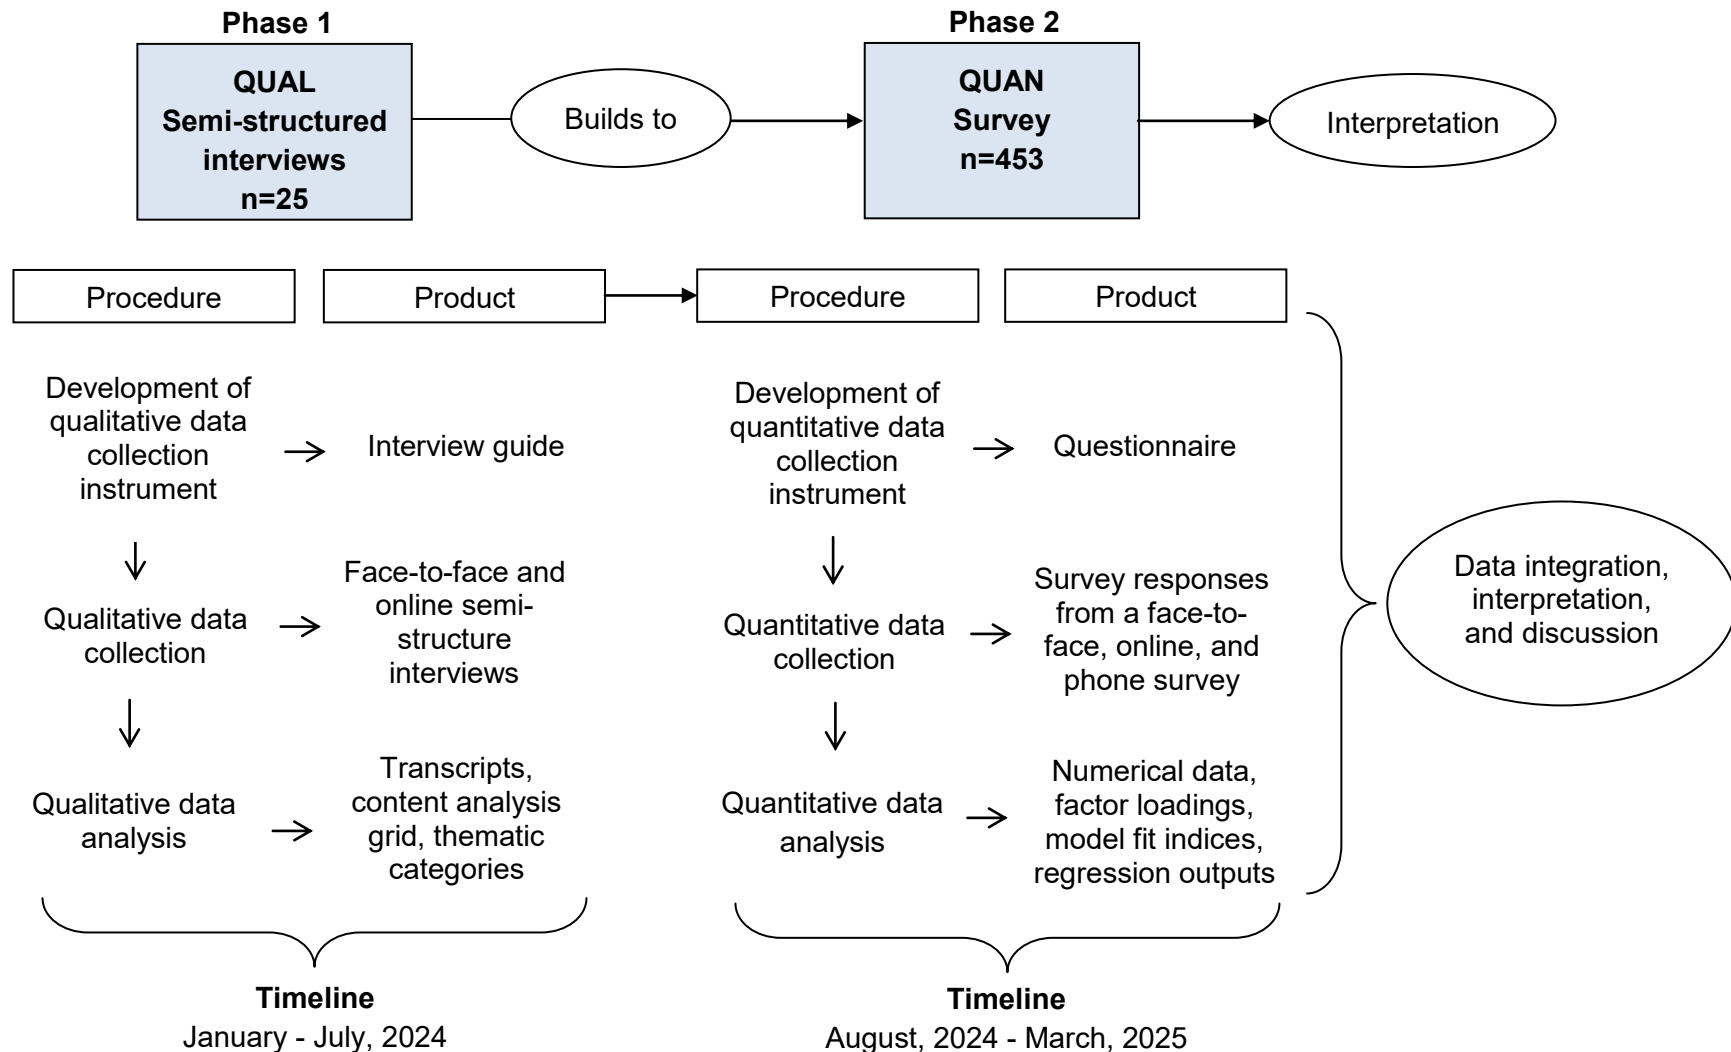 Phase 1
QUAL
Semi-structured
interviews
n=25
Builds to
Phase 2
QUAN
Survey
n=453
Interpretation
Procedure
Product
Procedure
Product
Development of
qualitative data
collection
instrument
Interview guide
Development of
quantitative data
collection
instrument
Questionnaire
Qualitative data
collection
Face-to-face and
online semi-
structure
interviews
Quantitative data
collection
Survey responses
from a face-to-
face, online, and
phone survey
Data integration,
interpretation,
and discussion
Qualitative data
analysis
Transcripts,
content analysis
grid, thematic
categories
Quantitative data
analysis
Numerical data,
factor loadings,
model fit indices,
regression outputs
Timeline
January - July, 2024
Timeline
August, 2024 - March, 2025